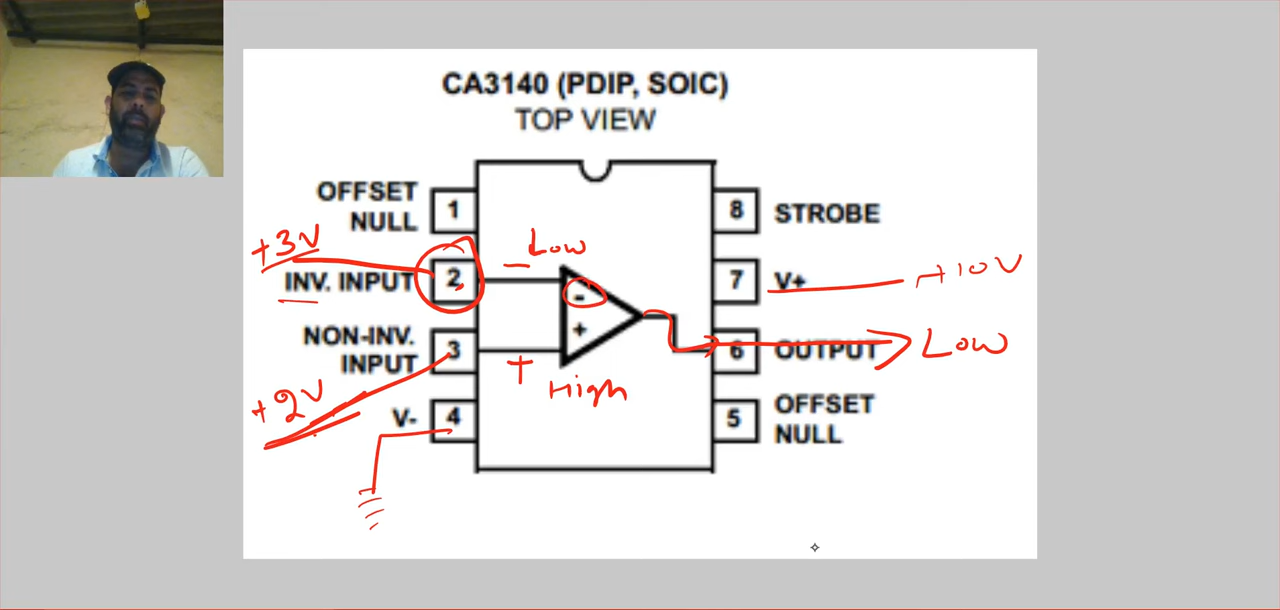 CA3140 (PDIP, SOIC)
TOP VIEW
OFFSET
NULL
1
8
STROBE
+3V
- Low
INV. INPUT
2
-
7
V+
+10V
NON-INV.
INPUT
3
+
6
OUTPUT
Low
+
High
+2V
V-
4
5
OFFSET
NULL